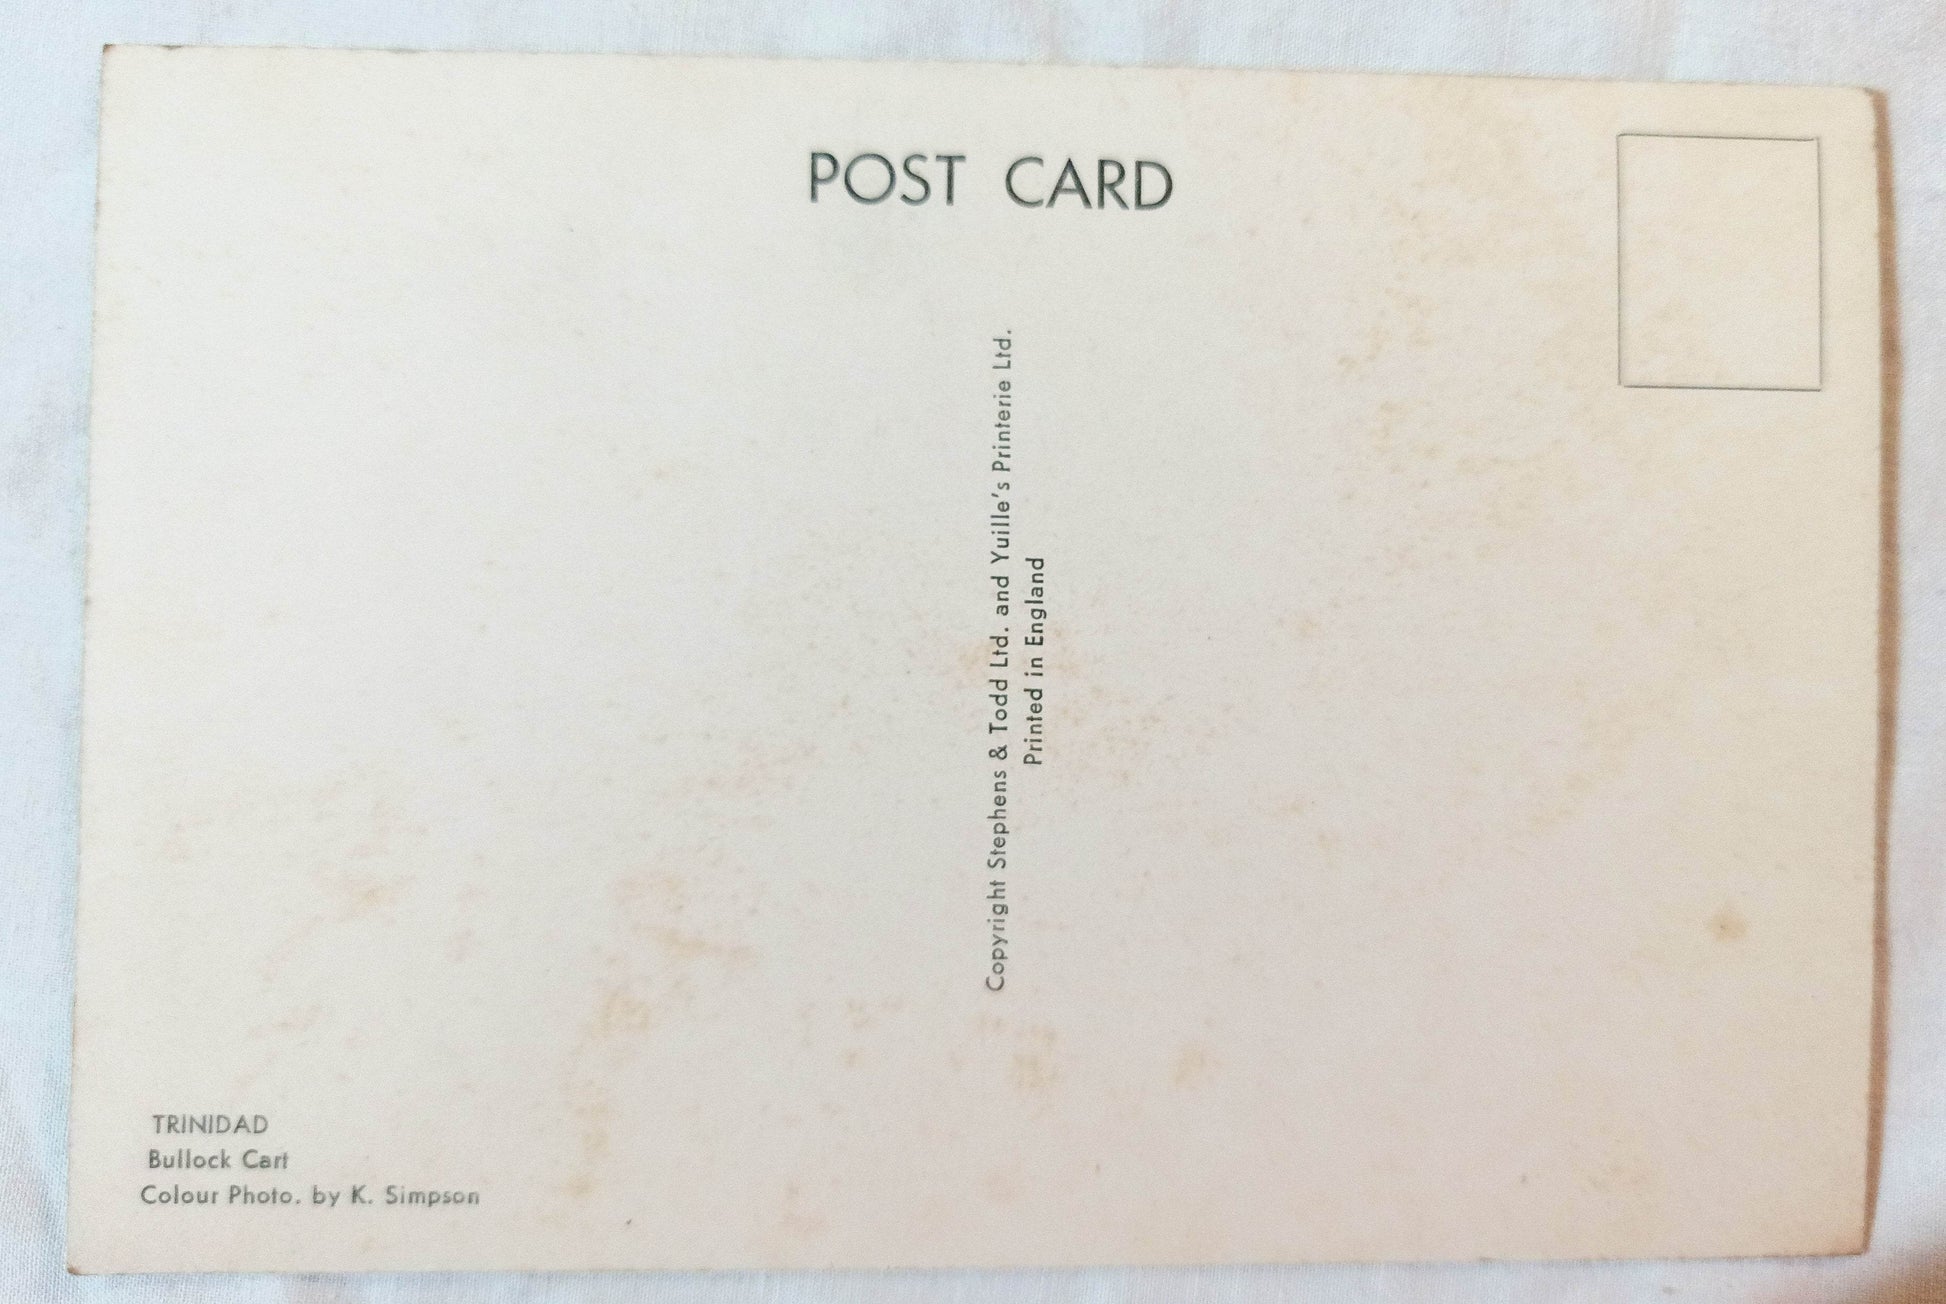 POST CARD
Copyright Stephens & Todd Ltd. and Yuille's Printerie Ltd.
Printed in England
TRINIDAD
Bullock Cart
Colour Photo. by K. Simpson